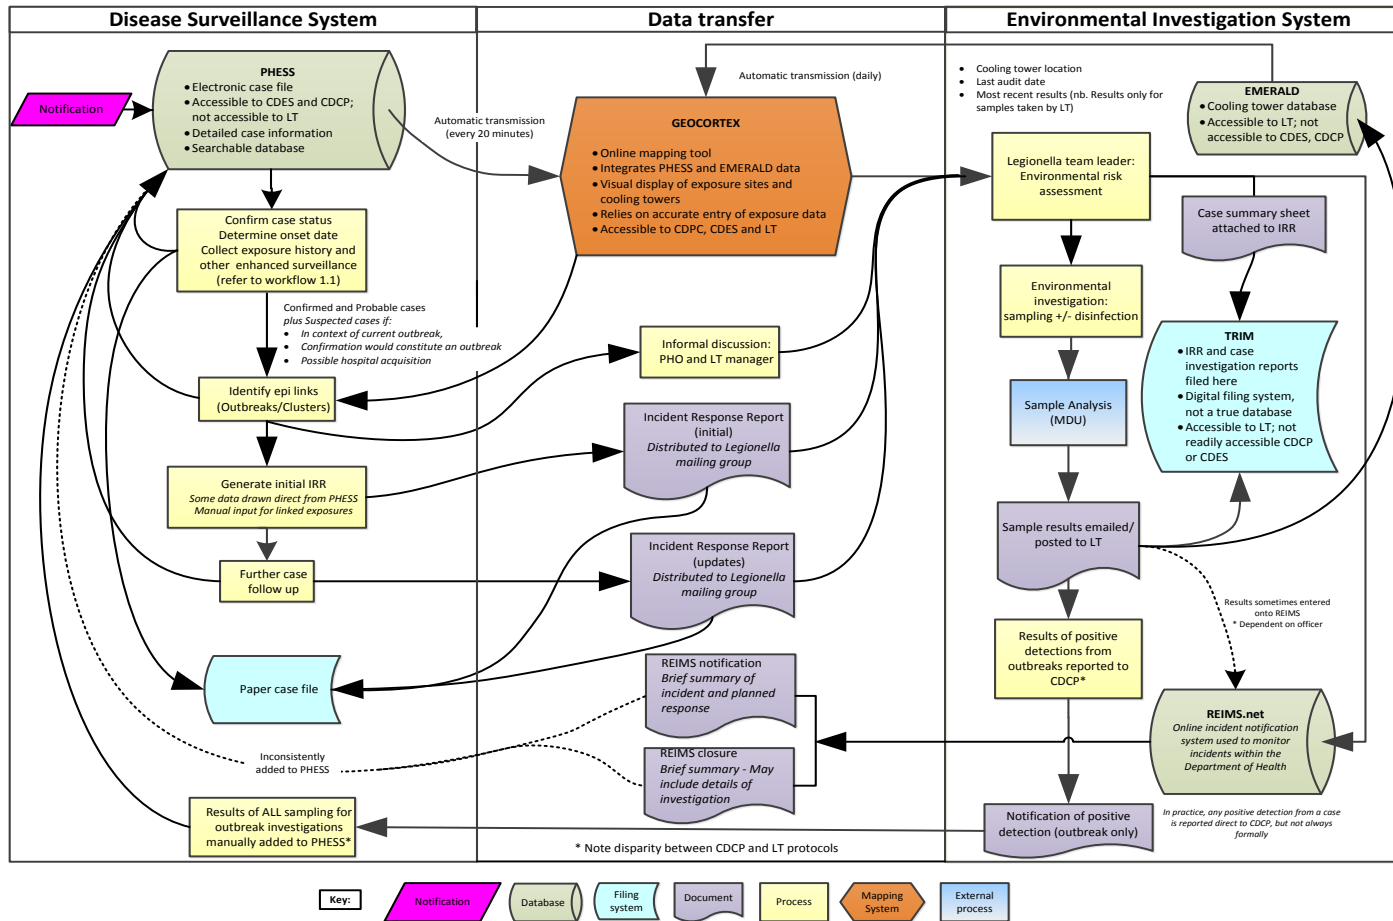 Disease Surveillance System
Data transfer
Environmental Investigation System
Notification
PHESS
• Electronic case file
• Accessible to CDES and CDCP;
not accessible to LT
• Detailed case information
• Searchable database
Automatic transmission
(every 20 minutes)
Automatic transmission (daily)
GEOCORTEX
• Online mapping tool
• Integrates PHESS and EMERALD data
• Visual display of exposure sites and
cooling towers
• Relies on accurate entry of exposure data
• Accessible to CDPC, CDES and LT
• Cooling tower location
• Last audit date
• Most recent results (nb. Results only for
samples taken by LT)
EMERALD
• Cooling tower database
• Accessible to LT; not
accessible to CDES, CDCP
Confirm case status
Determine onset date
Collect exposure history and
other enhanced surveillance
(refer to workflow 1.1)
Legionella team leader:
Environmental risk
assessment
Case summary sheet
attached to IRR
Confirmed and Probable cases
plus Suspected cases if:
• In context of current outbreak,
• Confirmation would constitute an outbreak
• Possible hospital acquisition
Environmental
investigation:
sampling +/- disinfection
Informal discussion:
PHO and LT manager
TRIM
• IRR and case
investigation reports
filed here
• Digital filing system,
not a true database
• Accessible to LT; not
readily accessible CDCP
or CDES
Identify epi links
(Outbreaks/Clusters)
Sample Analysis
(MDU)
Incident Response Report
(initial)
Distributed to Legionella
mailing group
Generate initial IRR
Some data drawn direct from PHESS
Manual input for linked exposures
Sample results emailed/
posted to LT
Incident Response Report
(updates)
Distributed to Legionella
mailing group
Further case
follow up
Results sometimes entered
onto REIMS
* Dependent on officer
Results of positive
detections from
outbreaks reported to
CDCP*
Paper case file
REIMS notification
Brief summary of
incident and planned
response
REIMS.net
Online incident notification
system used to monitor
incidents within the
Department of Health
Inconsistently
added to PHESS
REIMS closure
Brief summary - May
include details of
investigation
Results of ALL sampling for
outbreak investigations
manually added to PHESS*
Notification of positive
detection (outbreak only)
In practice, any positive detection from a case
is reported direct to CDCP, but not always
formally
* Note disparity between CDCP and LT protocols
Key:
Notification
Database
Filing
system
Document
Process
Mapping
System
External
process